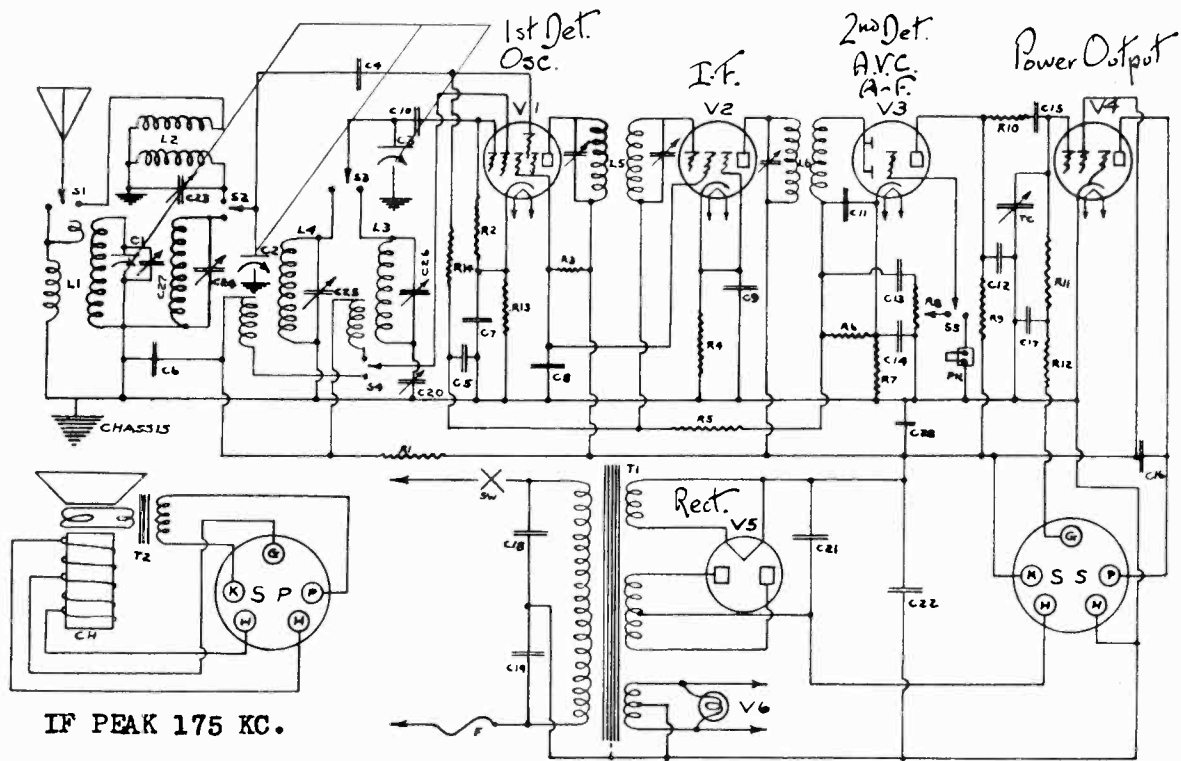 1st Det.
Osc.
I.F.
2nd Det.
A.V.C.
A-F.
Power Output
V1
V2
V3
V4
C4
C10
C3
C15
R10
L2
S1
C23
S2
S3
L5
L6
C11
TC
L1
C1
C27
C24
C2
L4
L3
C26
C25
R2
R14
R13
R3
C9
C13
R8
S5
C12
R11
R9
C17
C6
S4
C20
C7
C5
C8
R4
R6
C14
R7
PH
R12
CHASSIS
R1
R5
C28
C16
SW
T1
Rect.
V5
C18
C21
C22
C19
T2
G
K
S P
P
H
H
CH
G
K
S S
P
H
H
V6
F
IF PEAK 175 KC.